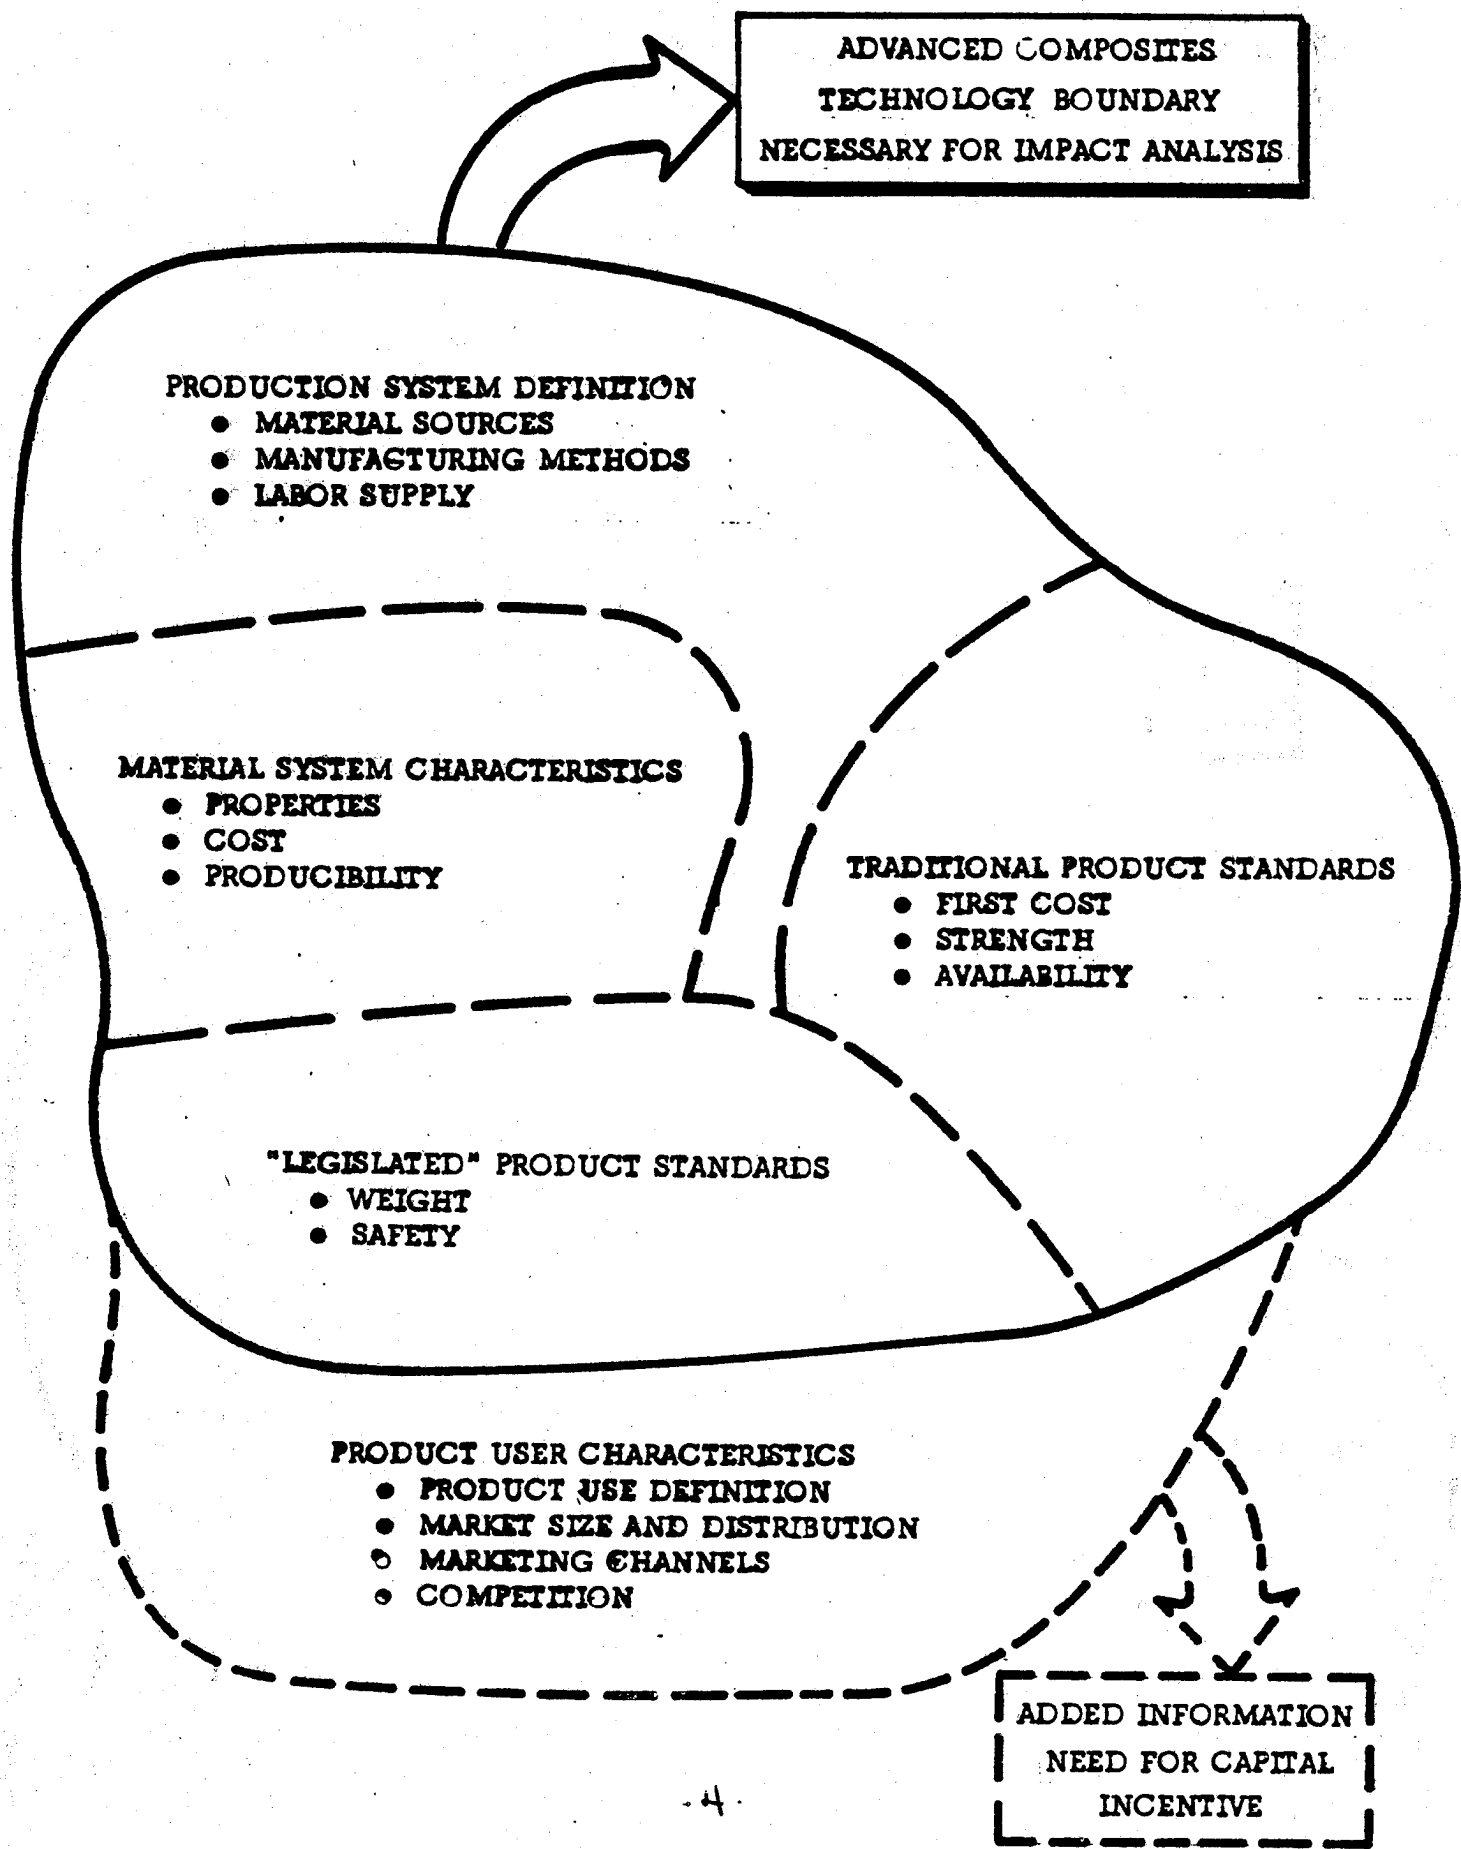 ADVANCED COMPOSITES
TECHNOLOGY BOUNDARY
NECESSARY FOR IMPACT ANALYSIS
PRODUCTION SYSTEM DEFINITION
● MATERIAL SOURCES
● MANUFACTURING METHODS
● LABOR SUPPLY
MATERIAL SYSTEM CHARACTERISTICS
● PROPERTIES
● COST
● PRODUCIBILITY
TRADITIONAL PRODUCT STANDARDS
● FIRST COST
● STRENGTH
● AVAILABILITY
"LEGISLATED" PRODUCT STANDARDS
● WEIGHT
● SAFETY
PRODUCT USER CHARACTERISTICS
● PRODUCT USE DEFINITION
● MARKET SIZE AND DISTRIBUTION
● MARKETING CHANNELS
● COMPETITION
ADDED INFORMATION
NEED FOR CAPITAL
INCENTIVE
4